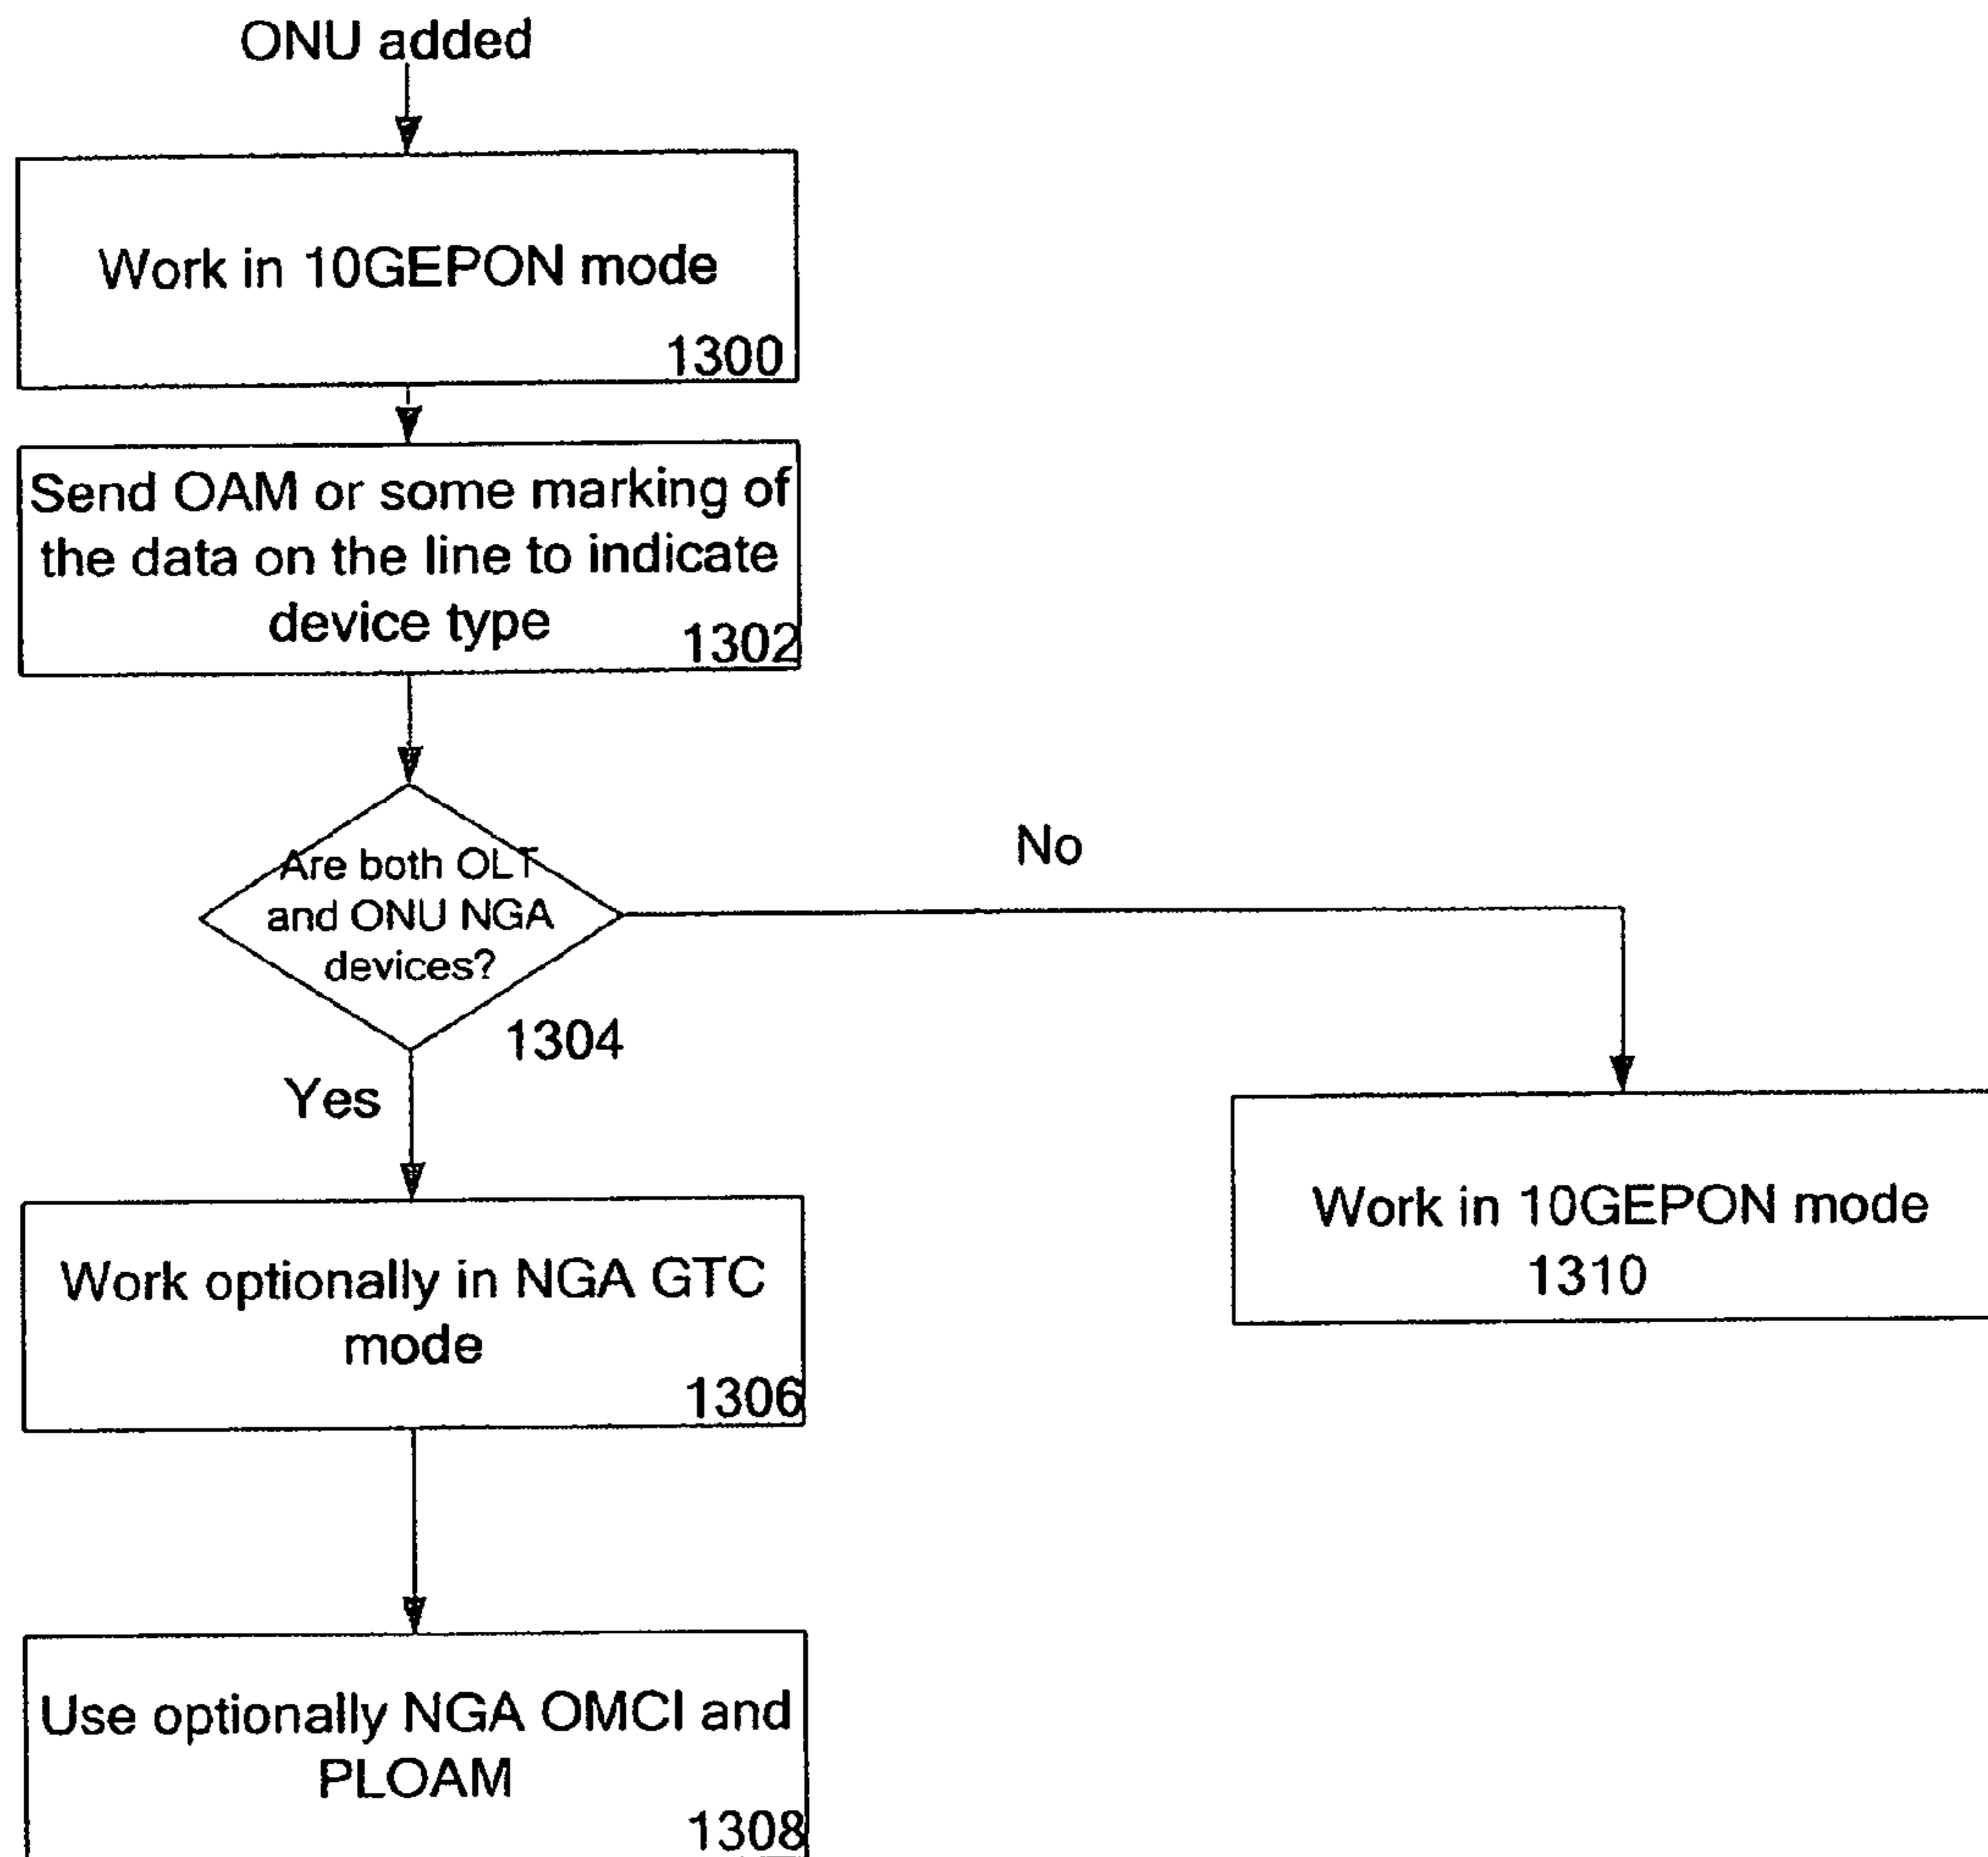 ONU added
Work in 10GEPON mode
1300
Send OAM or some marking of
the data on the line to indicate
device type
1302
Are both OLT
and ONU NGA
devices?
1304
No
Yes
Work optionally in NGA GTC
mode
1306
Work in 10GEPON mode
1310
Use optionally NGA OMCI and
PLOAM
1308